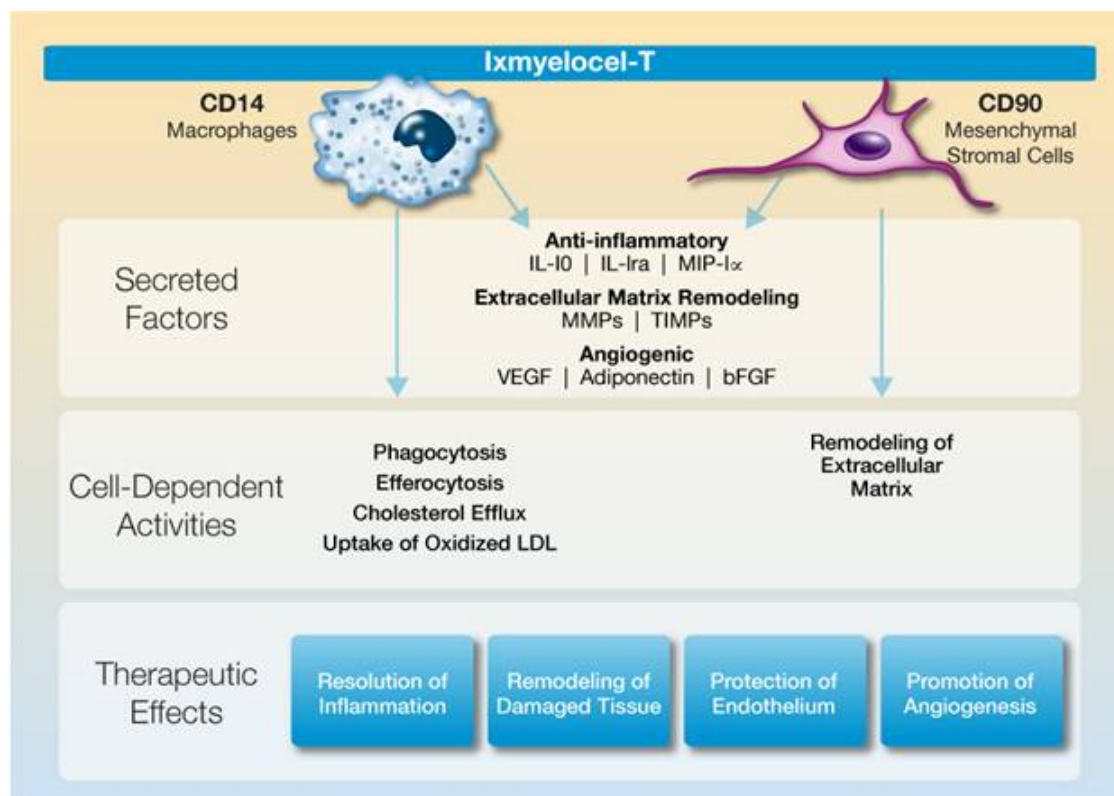 Ixmyelocel-T
CD14
Macrophages
CD90
Mesenchymal
Stromal Cells
Secreted
Factors
Anti-inflammatory
IL-I0 | IL-Ira | MIP-I∝
Extracellular Matrix Remodeling
MMPs | TIMPs
Angiogenic
VEGF | Adiponectin | bFGF
Cell-Dependent
Activities
Phagocytosis
Efferocytosis
Cholesterol Efflux
Uptake of Oxidized LDL
Remodeling of
Extracellular
Matrix
Therapeutic
Effects
Resolution of
Inflammation
Remodeling of
Damaged Tissue
Protection of
Endothelium
Promotion of
Angiogenesis